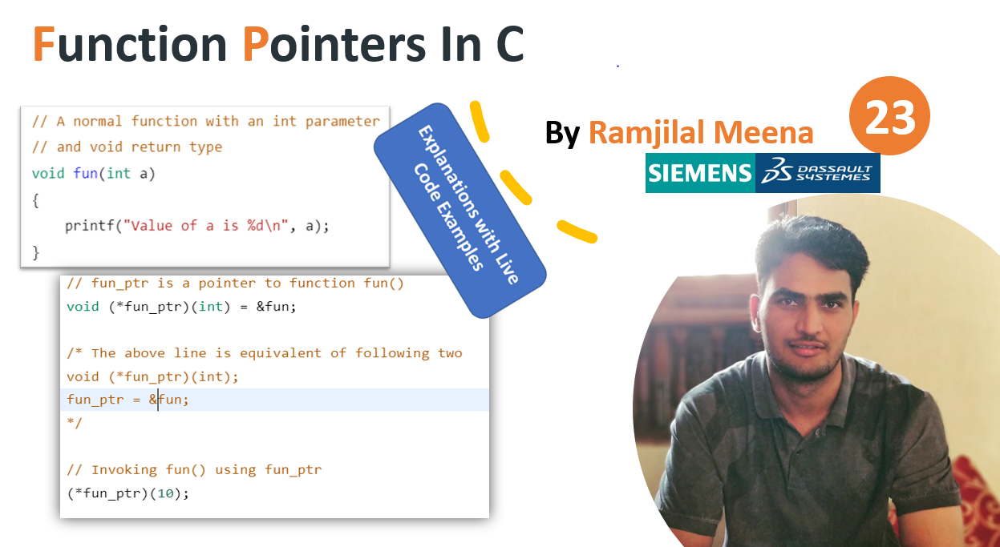 Function Pointers In C
// A normal function with an int parameter
// and void return type
void fun(int a)
{
    printf("Value of a is %d\n", a);
}
// fun_ptr is a pointer to function fun()
void (*fun_ptr)(int) = &fun;
/* The above line is equivalent of following two
void (*fun_ptr)(int);
fun_ptr = &fun;
*/
// Invoking fun() using fun_ptr
(*fun_ptr)(10);
Explanations with Live
Code Examples
By Ramjilal Meena
23
SIEMENS
DASSAULT
SYSTEMES